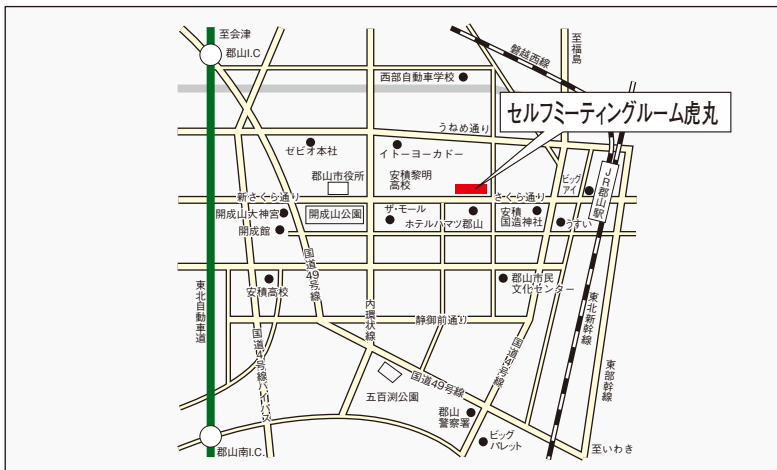 至会津
郡山I.C
西部自動車学校
磐越西線
至福島
セルフミーティングルーム虎丸
うねめ通り
ゼビオ本社
イトーヨーカドー
郡山市役所
安積黎明
高校
ビッグ
アイ
JR郡山駅
新さくら通り
さくら通り
開成山大神宮
開成山公園
ザ・モール
ホテルハマツ郡山
安積
国造神社
うすい
開成館
国道49号線
安積高校
郡山市民
文化センター
東北自動車道
内環状線
静御前通り
東北新幹線
国道4号線バイパス
国道4号線
東部幹線
国道49号線
五百渕公園
郡山
警察署
ビッグ
パレット
至いわき
郡山南I.C.